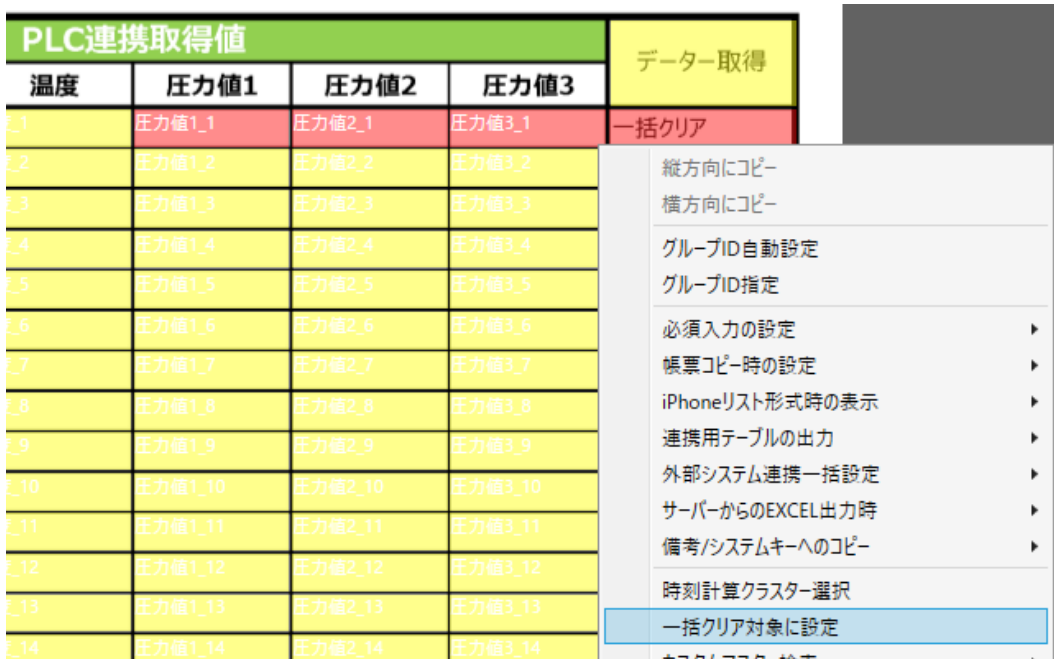 PLC連携取得値
データー取得
温度 圧力値1 圧力値2 圧力値3
_1 圧力値1_1 圧力値2_1 圧力値3_1 一括クリア
_2 圧力値1_2 圧力値2_2 圧力値3_2
_3 圧力値1_3 圧力値2_3 圧力値3_3
_4 圧力値1_4 圧力値2_4 圧力値3_4
_5 圧力値1_5 圧力値2_5 圧力値3_5
_6 圧力値1_6 圧力値2_6 圧力値3_6
_7 圧力値1_7 圧力値2_7 圧力値3_7
_8 圧力値1_8 圧力値2_8 圧力値3_8
_9 圧力値1_9 圧力値2_9 圧力値3_9
_10 圧力値1_10 圧力値2_10 圧力値3_10
_11 圧力値1_11 圧力値2_11 圧力値3_11
_12 圧力値1_12 圧力値2_12 圧力値3_12
_13 圧力値1_13 圧力値2_13 圧力値3_13
_14 圧力値1_14 圧力値2_14 圧力値3_14
縦方向にコピー
横方向にコピー
グループID自動設定
グループID指定
必須入力の設定
帳票コピー時の設定
iPhoneリスト形式時の表示
連携用テーブルの出力
外部システム連携一括設定
サーバーからのEXCEL出力時
備考/システムキーへのコピー
時刻計算クラスター選択
一括クリア対象に設定